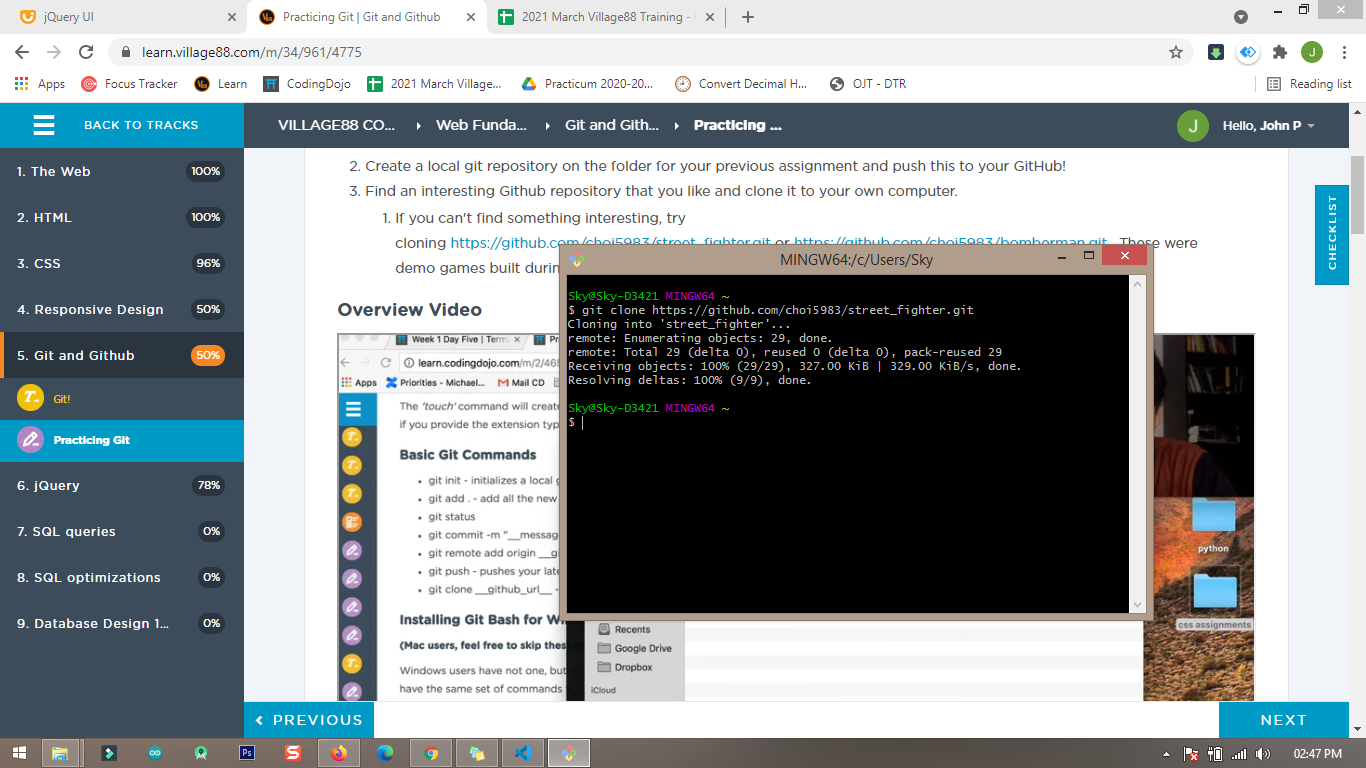 jQuery UI
Practicing Git | Git and Github
2021 March Village88 Training -
learn.village88.com/m/34/961/4775
J
Apps
Focus Tracker
Learn
CodingDojo
2021 March Village...
Practicum 2020-20...
Convert Decimal H...
OJT - DTR
Reading list
BACK TO TRACKS
VILLAGE88 CO...
Web Funda...
Git and Gith...
Practicing ...
J
Hello, John P
1. The Web 100%
2. HTML 100%
3. CSS 96%
4. Responsive Design 50%
5. Git and Github 50%
Git!
Practicing Git
6. jQuery 78%
7. SQL queries 0%
8. SQL optimizations 0%
9. Database Design 1... 0%
2. Create a local git repository on the folder for your previous assignment and push this to your GitHub!
3. Find an interesting Github repository that you like and clone it to your own computer.
1. If you can't find something interesting, try
cloning https://github.com/choi5983/street_fighter.git or https://github.com/choi5983/bomberman.git . These were
demo games built durin
CHECKLIST
Overview Video
MINGW64:/c/Users/Sky
Sky@Sky-D3421 MINGW64 ~
$ git clone https://github.com/choi5983/street_fighter.git
Cloning into 'street_fighter'...
remote: Enumerating objects: 29, done.
remote: Total 29 (delta 0), reused 0 (delta 0), pack-reused 29
Receiving objects: 100% (29/29), 327.00 KiB | 329.00 KiB/s, done.
Resolving deltas: 100% (9/9), done.
Sky@Sky-D3421 MINGW64 ~
$
Week 1 Day Five | Term
learn.codingdojo.com/m/2/465
Apps
Priorities - Michael...
Mail CD
The 'touch' command will create
if you provide the extension typ
Basic Git Commands
git init - initializes a local g
git add . - add all the new
git status
git commit -m "__messag
git remote add origin __gi
git push - pushes your late
git clone __github_url__ -
Installing Git Bash for Wi
(Mac users, feel free to skip thes
Windows users have not one, but
have the same set of commands
Recents
Google Drive
Dropbox
iCloud
python
css assignments
PREVIOUS
NEXT
Ps
02:47 PM